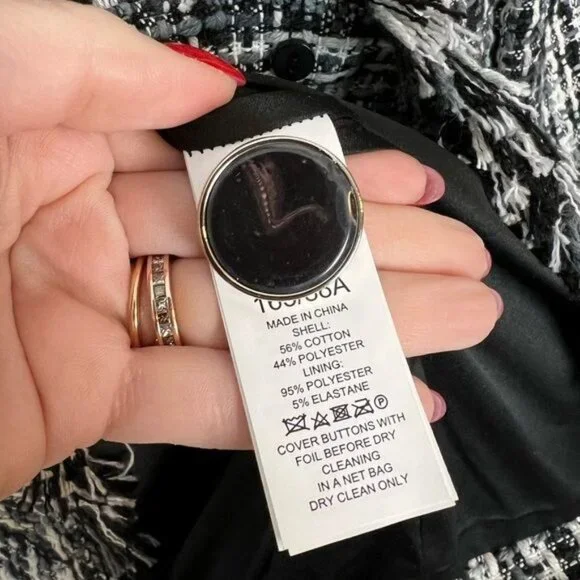 MADE IN CHINA
SHELL:
56% COTTON
44% POLYESTER
LINING:
95% POLYESTER
5% ELASTANE
P
COVER BUTTONS WITH
FOIL BEFORE DRY
CLEANING
IN A NET BAG
DRY CLEAN ONLY